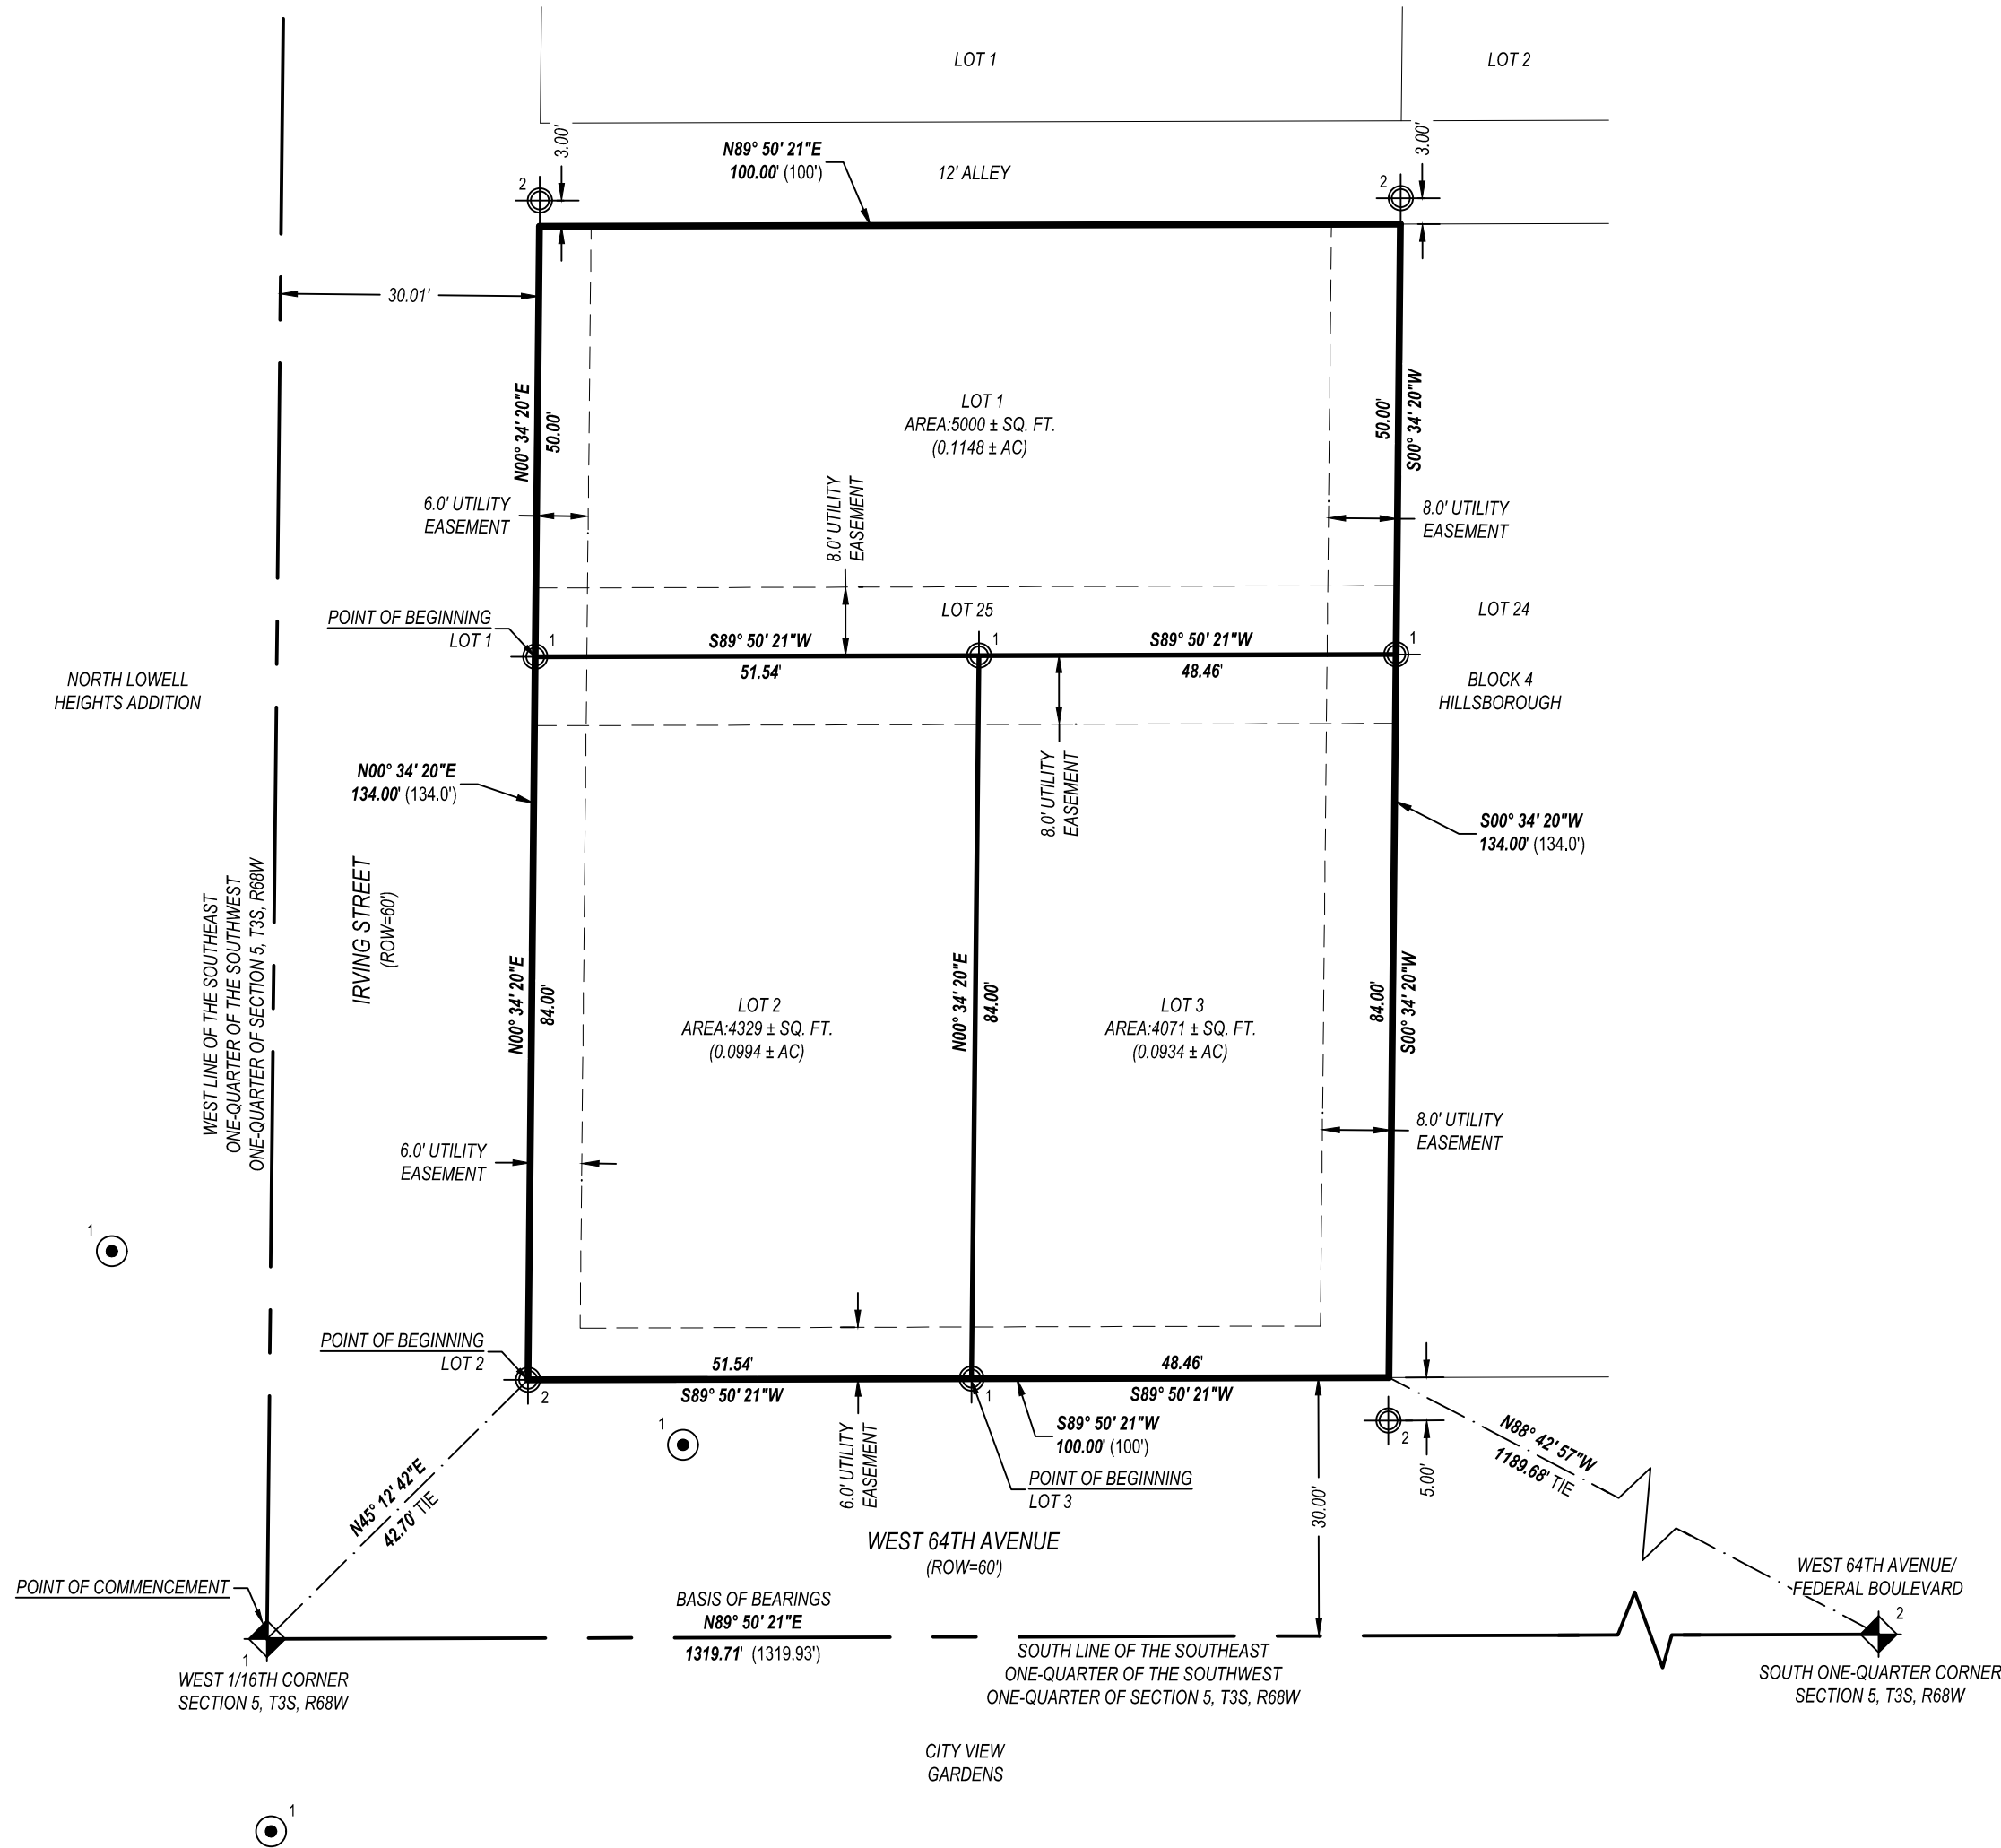 LOT 1
LOT 2
3.00'
3.00'
N89° 50' 21"E
100.00' (100')
12' ALLEY
2
2
30.01'
N00° 34' 20"E
50.00'
LOT 1
AREA:5000 ± SQ. FT.
(0.1148 ± AC)
50.00'
S00° 34' 20"W
6.0' UTILITY
EASEMENT
8.0' UTILITY
EASEMENT
8.0' UTILITY
EASEMENT
POINT OF BEGINNING
LOT 1
1
LOT 25
LOT 24
S89° 50' 21"W
51.54'
1
S89° 50' 21"W
48.46'
1
NORTH LOWELL
HEIGHTS ADDITION
BLOCK 4
HILLSBOROUGH
N00° 34' 20"E
134.00' (134.0')
8.0' UTILITY
EASEMENT
S00° 34' 20"W
134.00' (134.0')
WEST LINE OF THE SOUTHEAST
ONE-QUARTER OF THE SOUTHWEST
ONE-QUARTER OF SECTION 5, T3S, R68W
IRVING STREET
(ROW=60')
N00° 34' 20"E
84.00'
LOT 2
AREA:4329 ± SQ. FT.
(0.0994 ± AC)
N00° 34' 20"E
84.00'
LOT 3
AREA:4071 ± SQ. FT.
(0.0934 ± AC)
84.00'
S00° 34' 20"W
6.0' UTILITY
EASEMENT
8.0' UTILITY
EASEMENT
1
POINT OF BEGINNING
LOT 2
2
51.54'
S89° 50' 21"W
1
48.46'
S89° 50' 21"W
1
6.0' UTILITY
EASEMENT
S89° 50' 21"W
100.00' (100')
POINT OF BEGINNING
LOT 3
30.00'
2
5.00'
N88° 42' 57"W
1189.68' TIE
N45° 12' 42"E
42.70' TIE
WEST 64TH AVENUE
(ROW=60')
WEST 64TH AVENUE/
FEDERAL BOULEVARD
2
POINT OF COMMENCEMENT
BASIS OF BEARINGS
N89° 50' 21"E
1319.71' (1319.93')
1
WEST 1/16TH CORNER
SECTION 5, T3S, R68W
SOUTH LINE OF THE SOUTHEAST
ONE-QUARTER OF THE SOUTHWEST
ONE-QUARTER OF SECTION 5, T3S, R68W
SOUTH ONE-QUARTER CORNER
SECTION 5, T3S, R68W
CITY VIEW
GARDENS
1